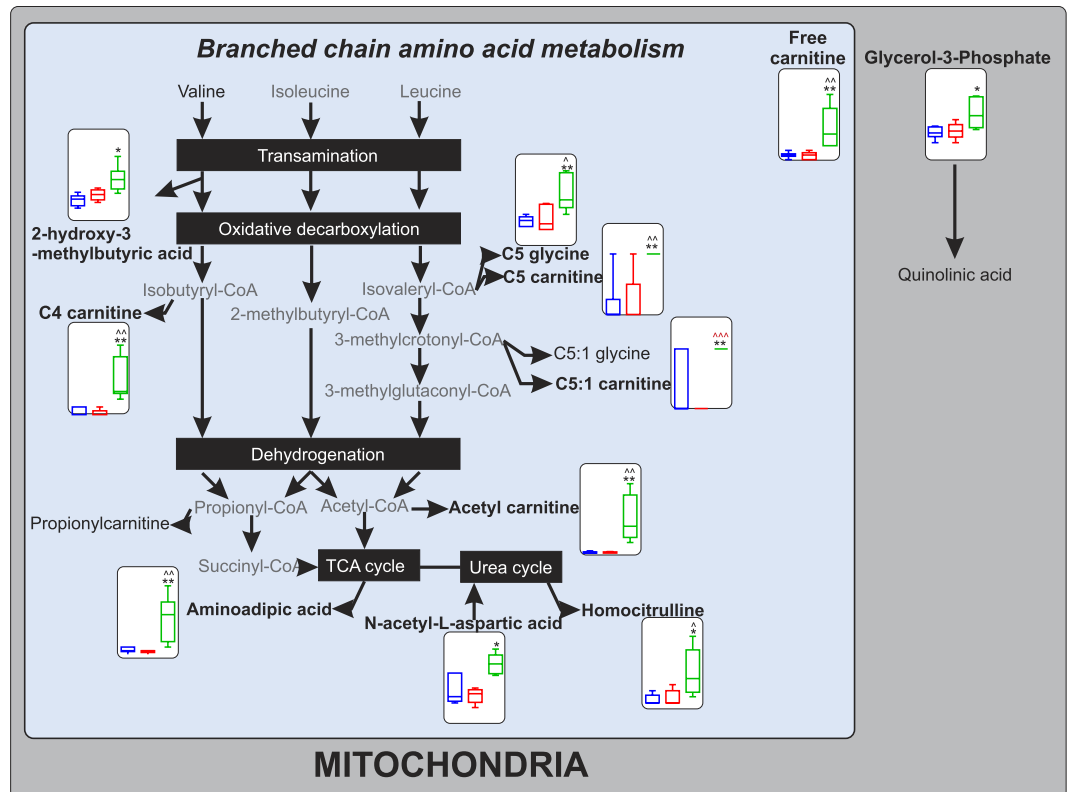 Branched chain amino acid metabolism
Free
carnitine
^^
**
Glycerol-3-Phosphate
*
Valine
Isoleucine
Leucine
Transamination
*
2-hydroxy-3
-methylbutyric acid
Oxidative decarboxylation
^
**
C5 glycine
C5 carnitine
^^
**
Quinolinic acid
Isobutyryl-CoA
Isovaleryl-CoA
C4 carnitine
2-methylbutyryl-CoA
^^
**
3-methylcrotonyl-CoA
C5:1 glycine
C5:1 carnitine
^^^
**
3-methylglutaconyl-CoA
Dehydrogenation
Propionyl-CoA
Acetyl-CoA
Acetyl carnitine
^^
**
Propionylcarnitine
Succinyl-CoA
TCA cycle
Urea cycle
^^
**
Aminoadipic acid
N-acetyl-L-aspartic acid
Homocitrulline
*
^
*
MITOCHONDRIA